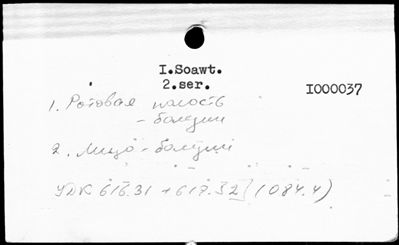 I.Soawt.
2.ser.
I000037
1. Ротовая полость
- болезни
2. Лицо - болезни
УДК 616.31 + 617.52] (084.4)